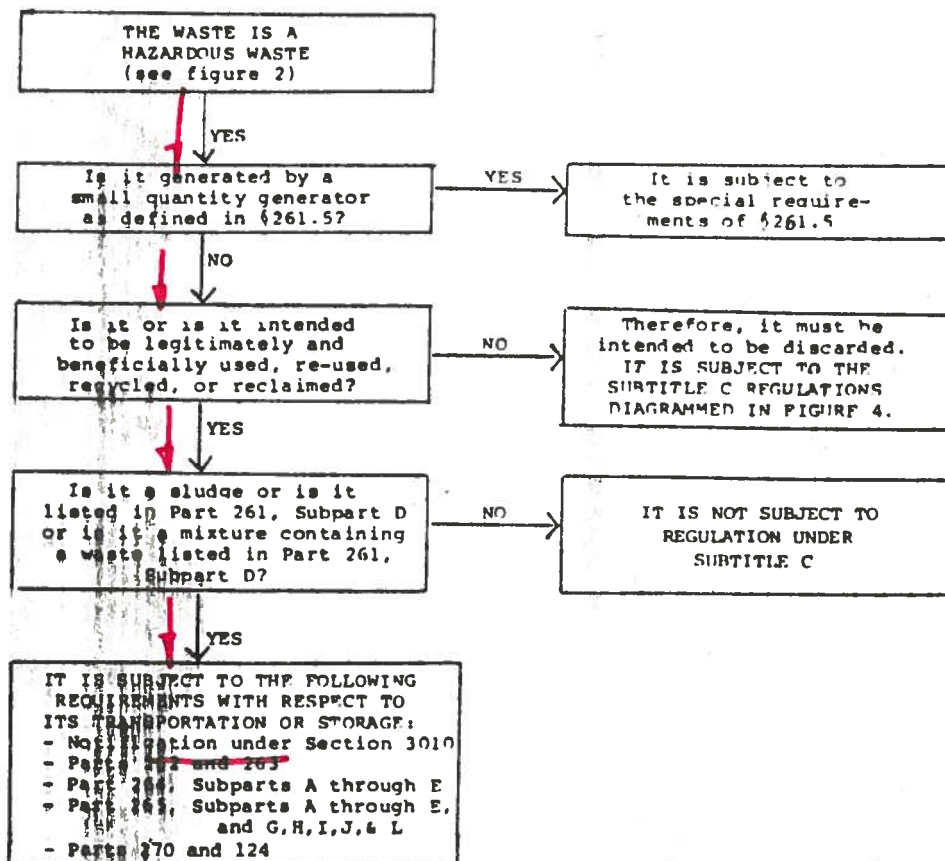 THE WASTE IS A
HAZARDOUS WASTE
(see figure 2)
YES
Is it generated by a
small quantity generator
as defined in §261.5?
YES
It is subject to
the special require-
ments of §261.5
NO
Is it or is it intended
to be legitimately and
beneficially used, re-used,
recycled, or reclaimed?
NO
Therefore, it must be
intended to be discarded.
IT IS SUBJECT TO THE
SUBTITLE C REGULATIONS
DIAGRAMMED IN FIGURE 4.
YES
Is it a sludge or is it
listed in Part 261, Subpart D
or is it a mixture containing
a waste listed in Part 261,
Subpart D?
NO
IT IS NOT SUBJECT TO
REGULATION UNDER
SUBTITLE C
YES
IT IS SUBJECT TO THE FOLLOWING
REQUIREMENTS WITH RESPECT TO
ITS TRANSPORTATION OR STORAGE:
- Notification under Section 3010
- Parts 262 and 263
- Part 264, Subparts A through E
- Part 265, Subparts A through E,
and G,H,I,J,& L
- Parts 270 and 124